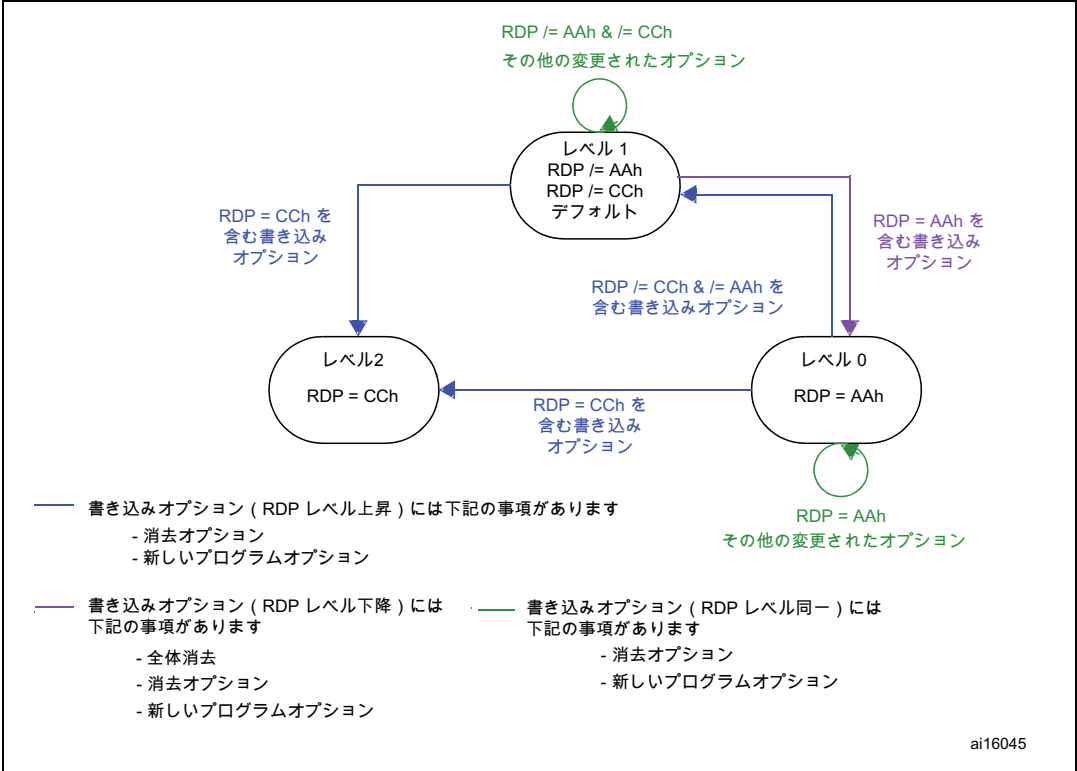 RDP /= AAh & /= CCh
その他の変更されたオプション
レベル 1
RDP /= AAh
RDP /= CCh
デフォルト
RDP = CCh を
含む書き込み
オプション
RDP = AAh を
含む書き込み
オプション
RDP /= CCh & /= AAh を
含む書き込みオプション
レベル2
RDP = CCh
レベル 0
RDP = AAh
RDP = CCh を
含む書き込み
オプション
RDP = AAh
その他の変更されたオプション
書き込みオプション ( RDP レベル上昇 ) には下記の事項があります
- 消去オプション
- 新しいプログラムオプション
書き込みオプション ( RDP レベル下降 ) には
下記の事項があります
- 全体消去
- 消去オプション
- 新しいプログラムオプション
書き込みオプション ( RDP レベル同一 ) には
下記の事項があります
- 消去オプション
- 新しいプログラムオプション
ai16045